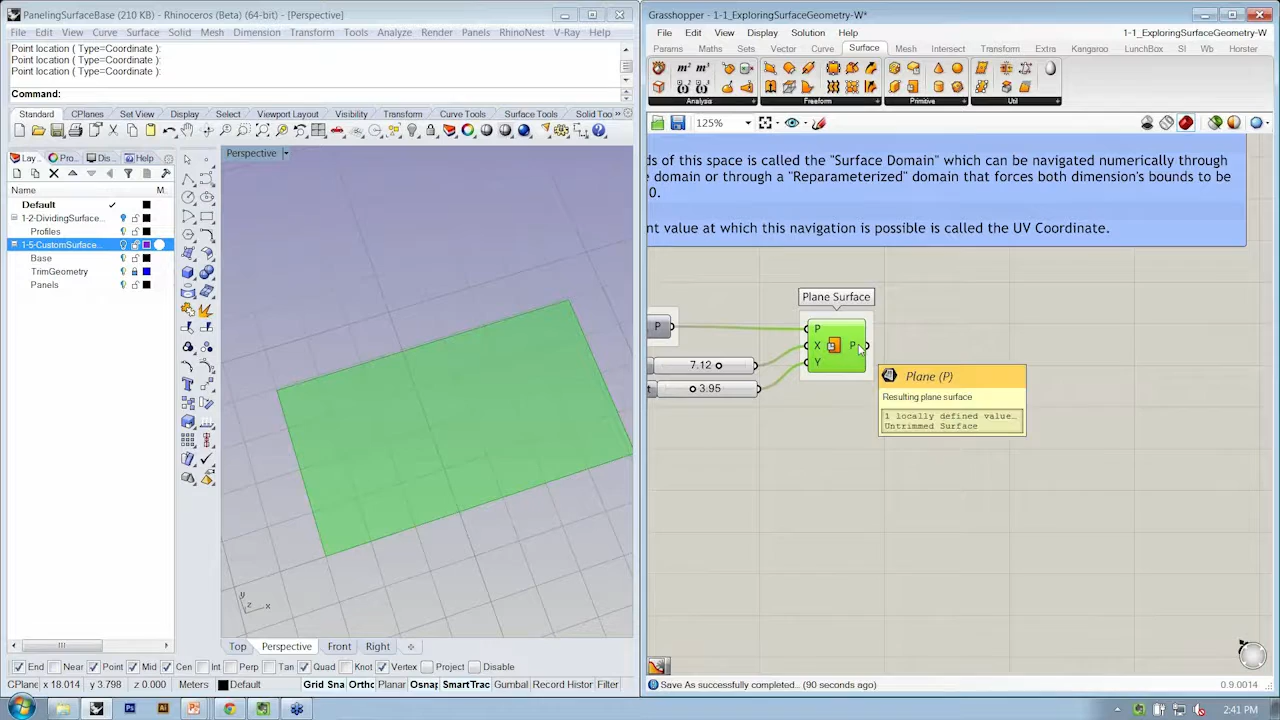 PanelingSurfaceBase (210 KB) - Rhinoceros (Beta) (64-bit) - [Perspective]
File Edit View Curve Surface Solid Mesh Dimension Transform Tools Analyze Render Panels RhinoNest V-Ray Help
Point location ( Type=Coordinate ):
Point location ( Type=Coordinate ):
Point location ( Type=Coordinate ):
Command:
Standard CPlanes Set View Display Select Viewport Layout Visibility Transform Curve Tools Surface Tools Solid Too »
Lay... Pro... Dis... Help
Name M.
Default
1-2-DividingSurface...
Profiles
1-5-CustomSurface...
Base
TrimGeometry
Panels
Perspective
y
z x
Top Perspective Front Right
End Near Point Mid Cen Int Perp Tan Quad Knot Vertex Project Disable
CPlane x 18.014 y 3.798 z 0.000 Meters Default Grid Sna Ortho Planar Osnap SmartTrac Gumbal Record Histor Filter
Grasshopper - 1-1_ExploringSurfaceGeometry-W*
File Edit View Display Solution Help 1-1_ExploringSurfaceGeometry-W
Params Maths Sets Vector Curve Surface Mesh Intersect Transform Extra Kangaroo LunchBox SI Wb Horster
Analysis Freeform Primitive Util
125%
ds of this space is called the "Surface Domain" which can be navigated numerically through
e domain or through a "Reparameterized" domain that forces both dimension's bounds to be
0.
nt value at which this navigation is possible is called the UV Coordinate.
Plane Surface
P P
X P
Y
7.12
3.95
Plane (P)
Resulting plane surface
1 locally defined value...
Untrimmed Surface
Save As successfully completed... (90 seconds ago) 0.9.0014
2:41 PM